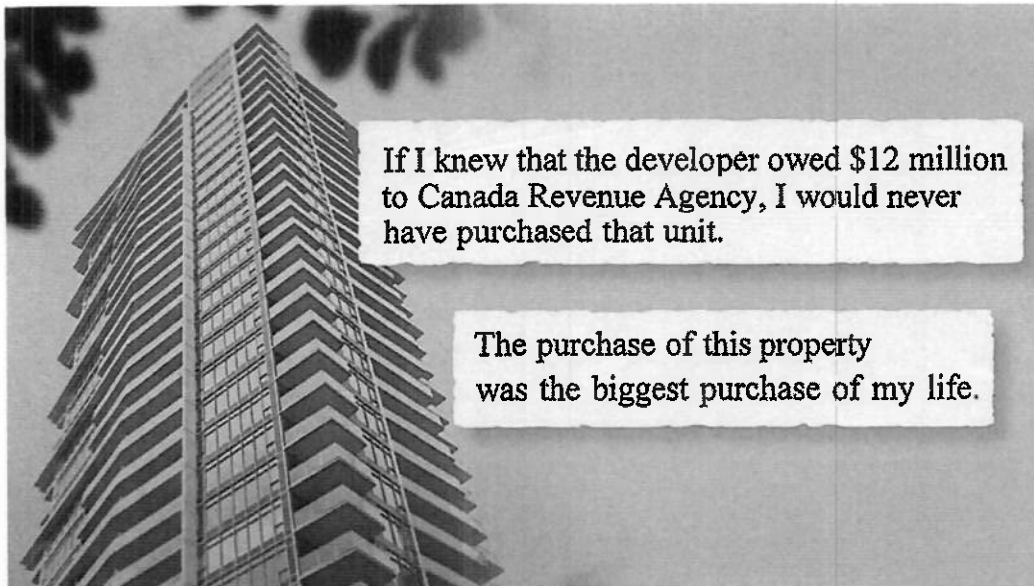 If I knew that the developer owed $12 million
to Canada Revenue Agency, I would never
have purchased that unit.
The purchase of this property
was the biggest purchase of my life.